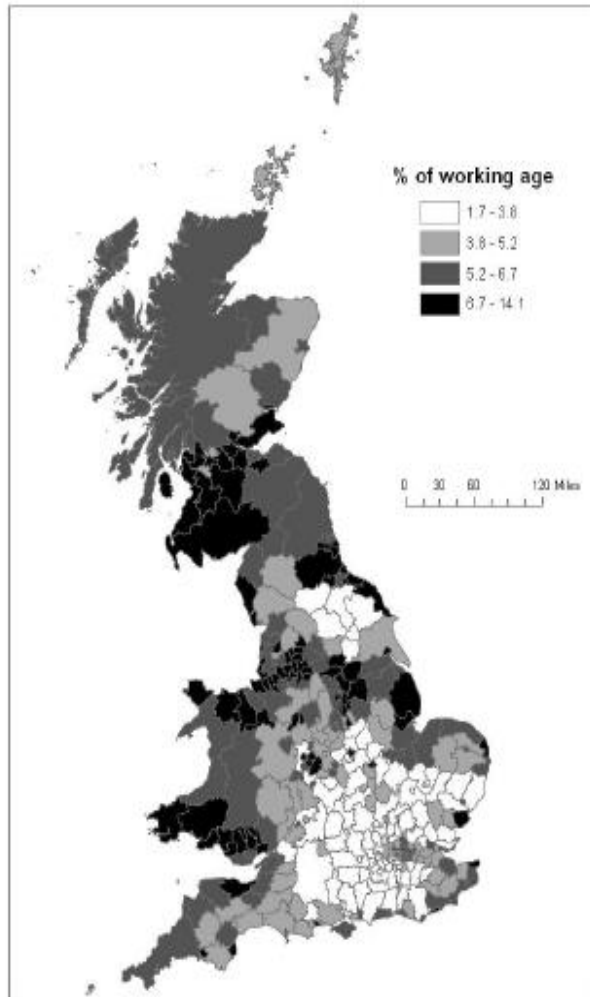 % of working age
1.7 - 3.8
3.8 - 5.2
5.2 - 6.7
6.7 - 14.1
0 30 60 120 Miles